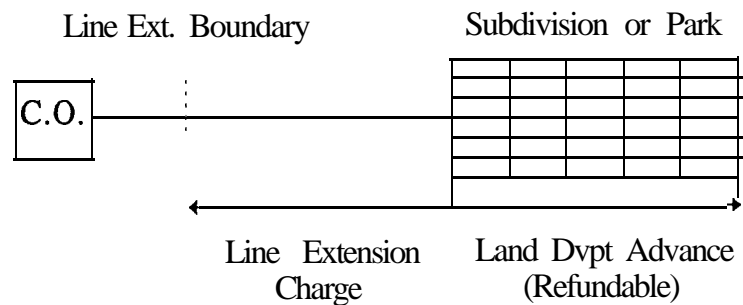 Line Ext. Boundary
Subdivision or Park
C.O.
Line Extension
Charge
Land Dvpt Advance
(Refundable)